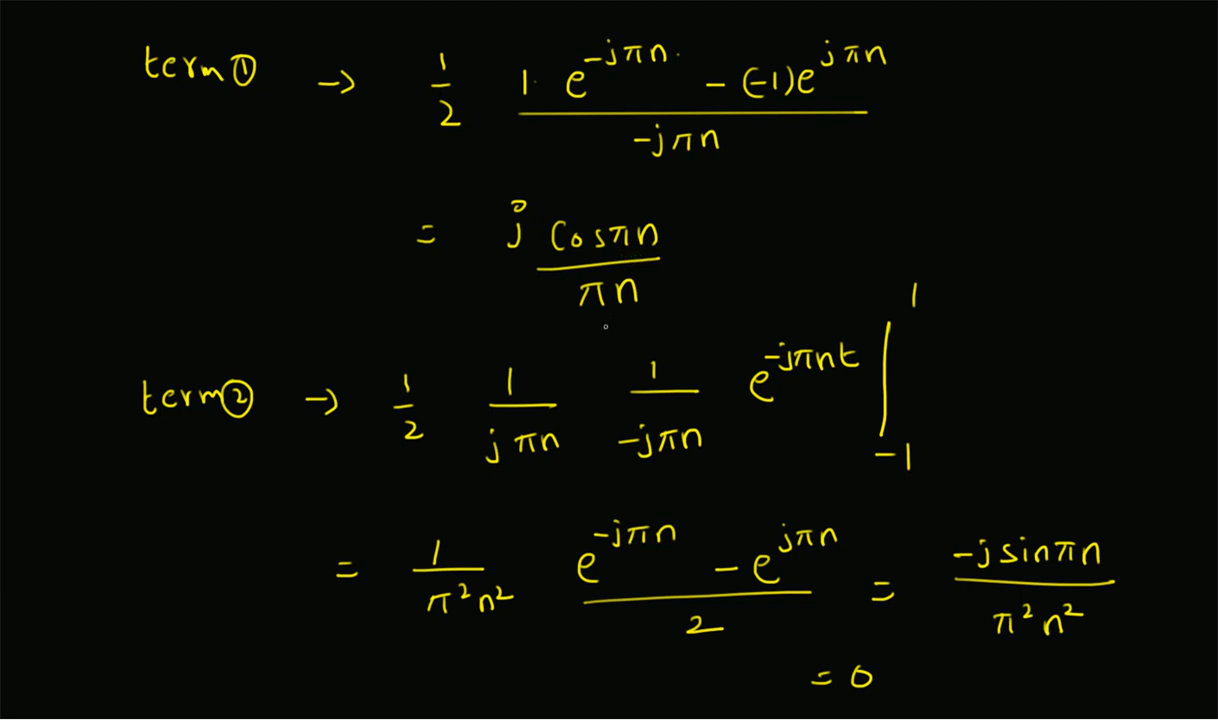 term① → 1/2 (1· e^{-jπn} - (-1)e^{jπn})/(-jπn)
= j cosπn/πn
term② → 1/2 1/(jπn) 1/(-jπn) e^{-jπnt} |_{-1}^{1}
= 1/(π²n²) (e^{-jπn} - e^{jπn})/2 = (-j sinπn)/(π²n²)
= 0